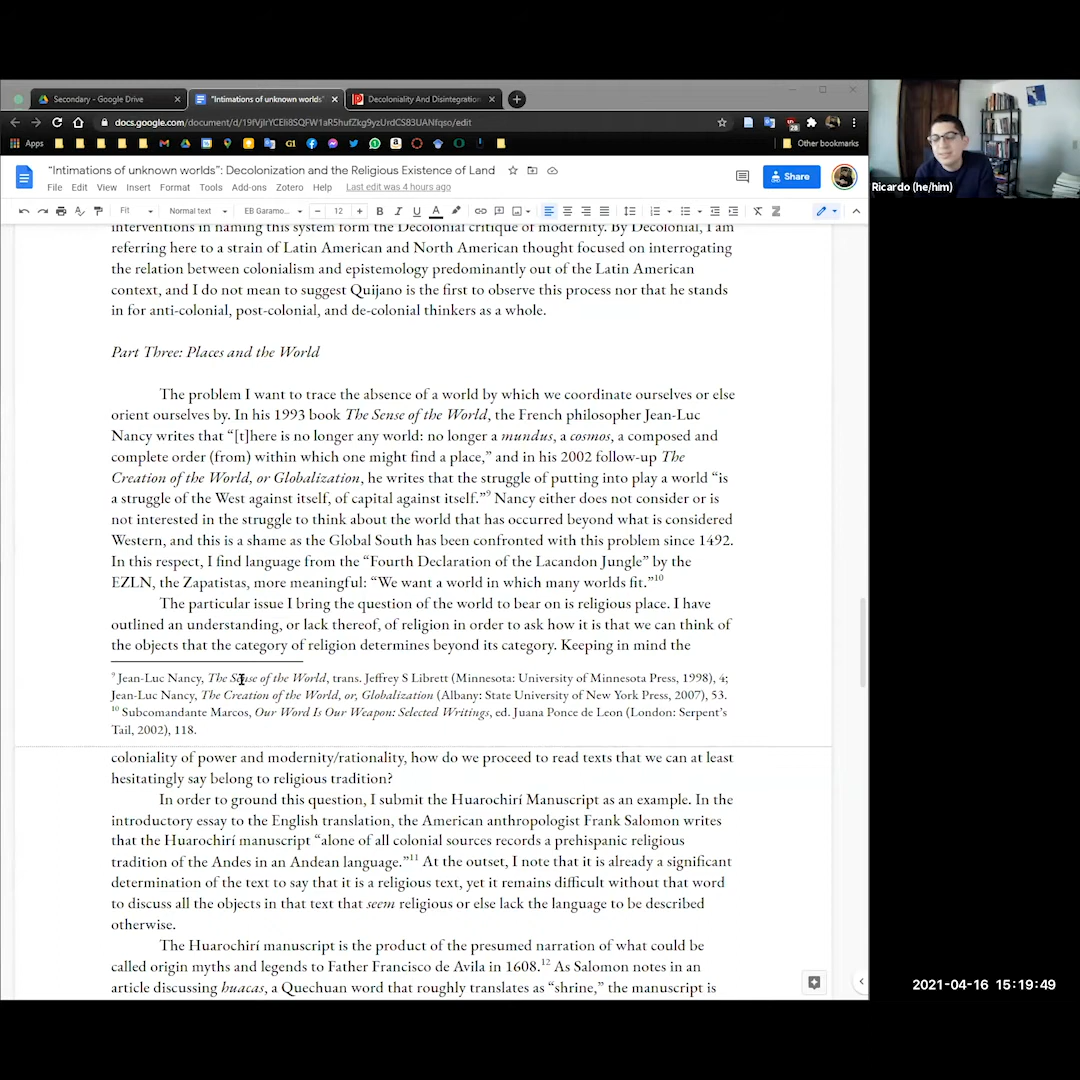 Secondary - Google Drive
"Intimations of unknown worlds"
Decoloniality And Disintegration
docs.google.com/document/d/19fVjIrYCEli8SQFW1aR5hufZkg9yzUrdCS83UANfqso/edit
Apps
Other bookmarks
"Intimations of unknown worlds": Decolonization and the Religious Existence of Land
File Edit View Insert Format Tools Add-ons Zotero Help Last edit was 4 hours ago
Share
Fit Normal text EB Garamo... 12 B I U A
interventions in naming this system form the Decolonial critique of modernity. By Decolonial, I am
referring here to a strain of Latin American and North American thought focused on interrogating
the relation between colonialism and epistemology predominantly out of the Latin American
context, and I do not mean to suggest Quijano is the first to observe this process nor that he stands
in for anti-colonial, post-colonial, and de-colonial thinkers as a whole.
Part Three: Places and the World
The problem I want to trace the absence of a world by which we coordinate ourselves or else
orient ourselves by. In his 1993 book The Sense of the World, the French philosopher Jean-Luc
Nancy writes that “[t]here is no longer any world: no longer a mundus, a cosmos, a composed and
complete order (from) within which one might find a place,” and in his 2002 follow-up The
Creation of the World, or Globalization, he writes that the struggle of putting into play a world “is
a struggle of the West against itself, of capital against itself.”9 Nancy either does not consider or is
not interested in the struggle to think about the world that has occurred beyond what is considered
Western, and this is a shame as the Global South has been confronted with this problem since 1492.
In this respect, I find language from the “Fourth Declaration of the Lacandon Jungle” by the
EZLN, the Zapatistas, more meaningful: “We want a world in which many worlds fit.”10
The particular issue I bring the question of the world to bear on is religious place. I have
outlined an understanding, or lack thereof, of religion in order to ask how it is that we can think of
the objects that the category of religion determines beyond its category. Keeping in mind the
9 Jean-Luc Nancy, The Sense of the World, trans. Jeffrey S Librett (Minnesota: University of Minnesota Press, 1998), 4;
Jean-Luc Nancy, The Creation of the World, or, Globalization (Albany: State University of New York Press, 2007), 53.
10 Subcomandante Marcos, Our Word Is Our Weapon: Selected Writings, ed. Juana Ponce de Leon (London: Serpent’s
Tail, 2002), 118.
coloniality of power and modernity/rationality, how do we proceed to read texts that we can at least
hesitatingly say belong to religious tradition?
In order to ground this question, I submit the Huarochirí Manuscript as an example. In the
introductory essay to the English translation, the American anthropologist Frank Salomon writes
that the Huarochirí manuscript “alone of all colonial sources records a prehispanic religious
tradition of the Andes in an Andean language.”11 At the outset, I note that it is already a significant
determination of the text to say that it is a religious text, yet it remains difficult without that word
to discuss all the objects in that text that seem religious or else lack the language to be described
otherwise.
The Huarochirí manuscript is the product of the presumed narration of what could be
called origin myths and legends to Father Francisco de Avila in 1608.12 As Salomon notes in an
article discussing huacas, a Quechuan word that roughly translates as “shrine,” the manuscript is
Ricardo (he/him)
2021-04-16 15:19:49